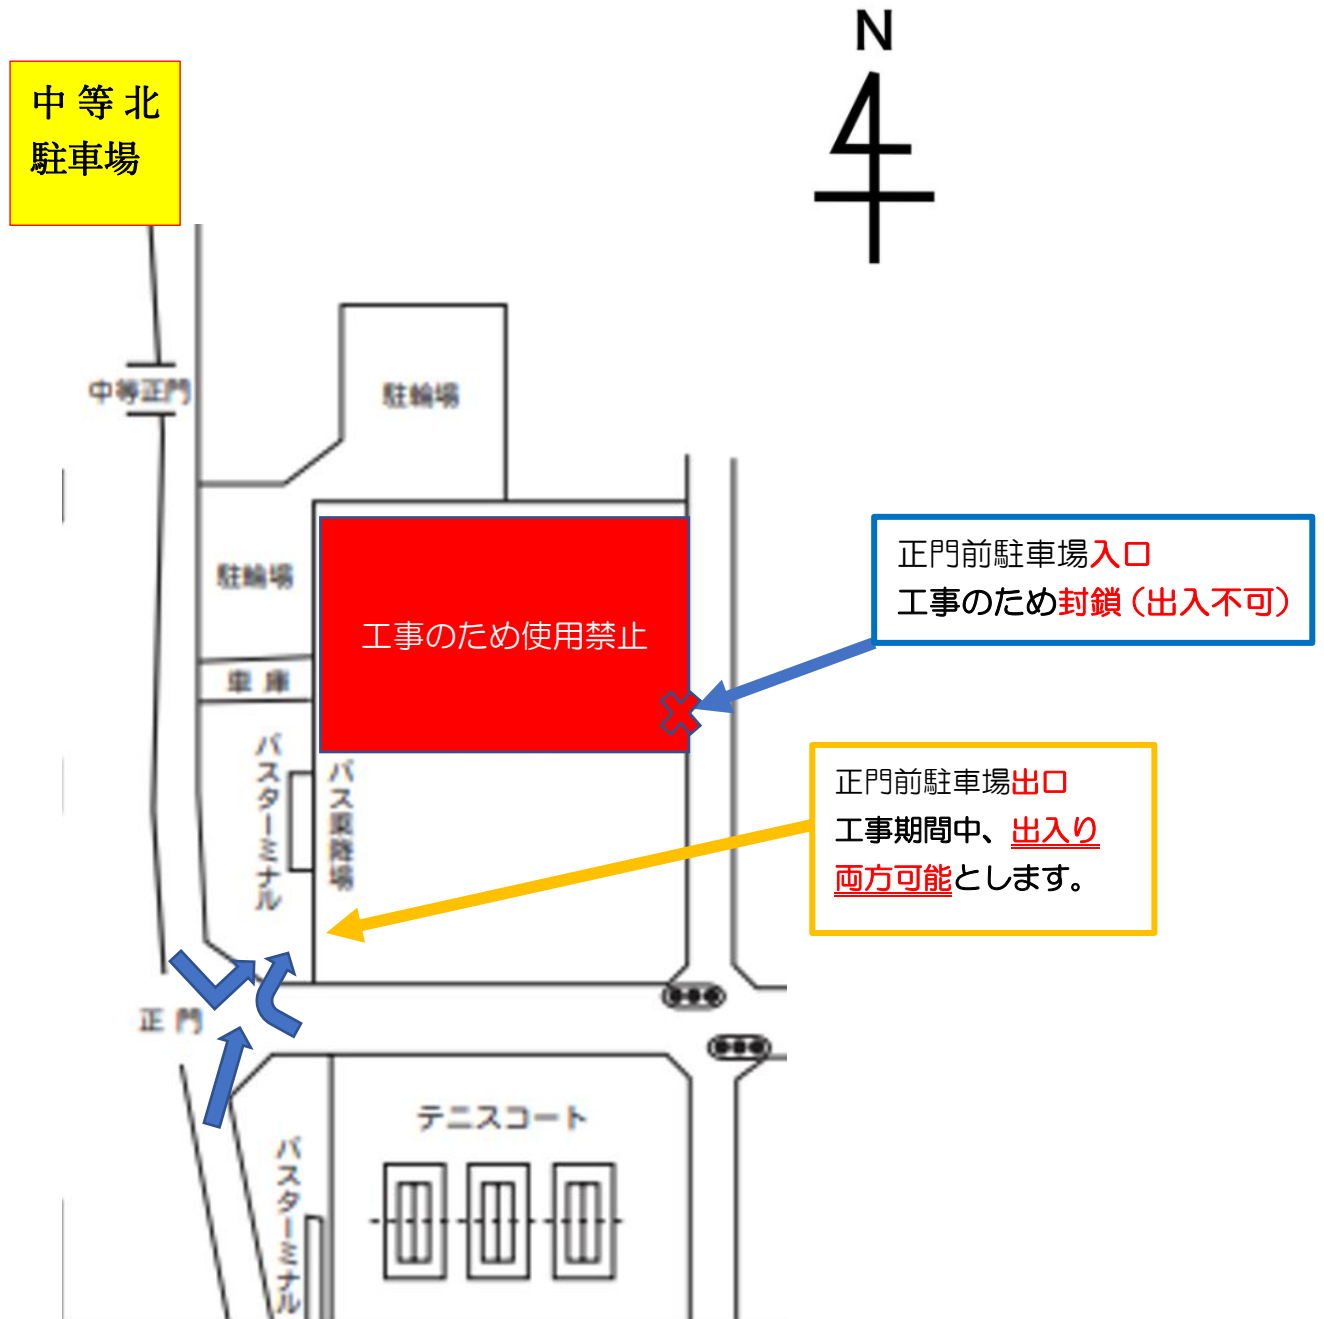 N
中等北
駐車場
中等正門
駐輪場
正門前駐車場入口
工事のため封鎖（出入不可）
駐輪場
工事のため使用禁止
車庫
バスターミナル
バス乗降場
正門前駐車場出口
工事期間中、出入り
両方可能とします。
正門
テニスコート
バスターミナル